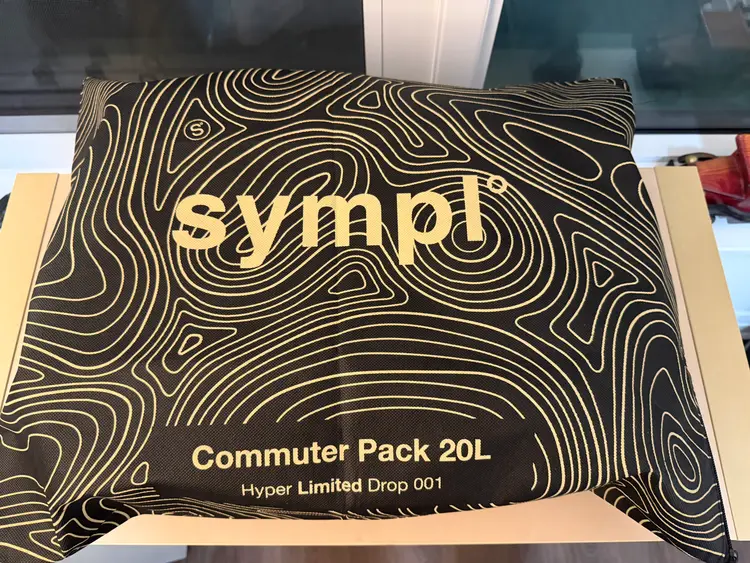 sympl°
Commuter Pack 20L
Hyper Limited Drop 001